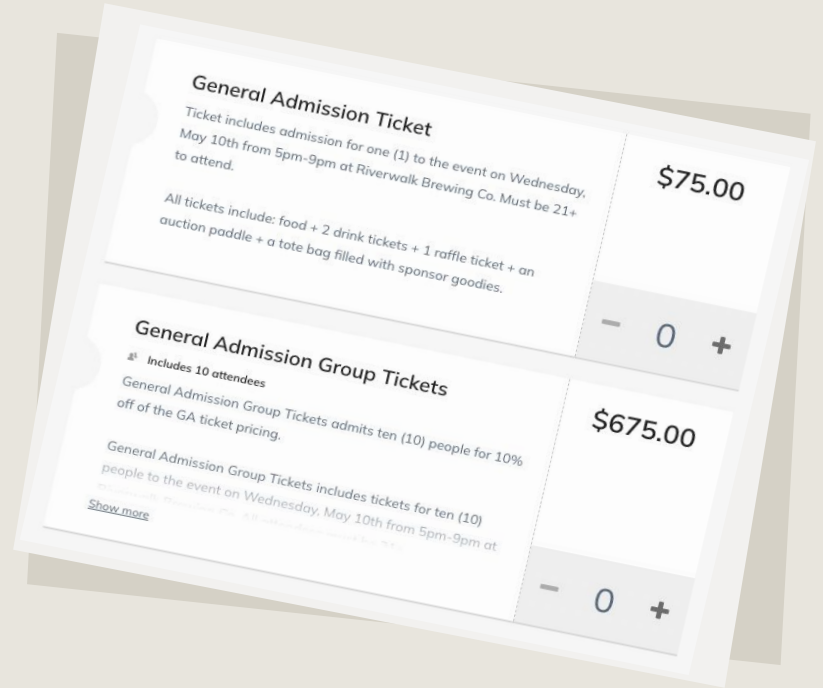 General Admission Ticket
Ticket includes admission for one (1) to the event on Wednesday,
May 10th from 5pm-9pm at Riverwalk Brewing Co. Must be 21+
to attend.
All tickets include: food + 2 drink tickets + 1 raffle ticket + an
auction paddle + a tote bag filled with sponsor goodies.
$75.00
− 0 +
General Admission Group Tickets
Includes 10 attendees
General Admission Group Tickets admits ten (10) people for 10%
off of the GA ticket pricing.
General Admission Group Tickets includes tickets for ten (10)
people to the event on Wednesday, May 10th from 5pm-9pm at
Show more
$675.00
− 0 +